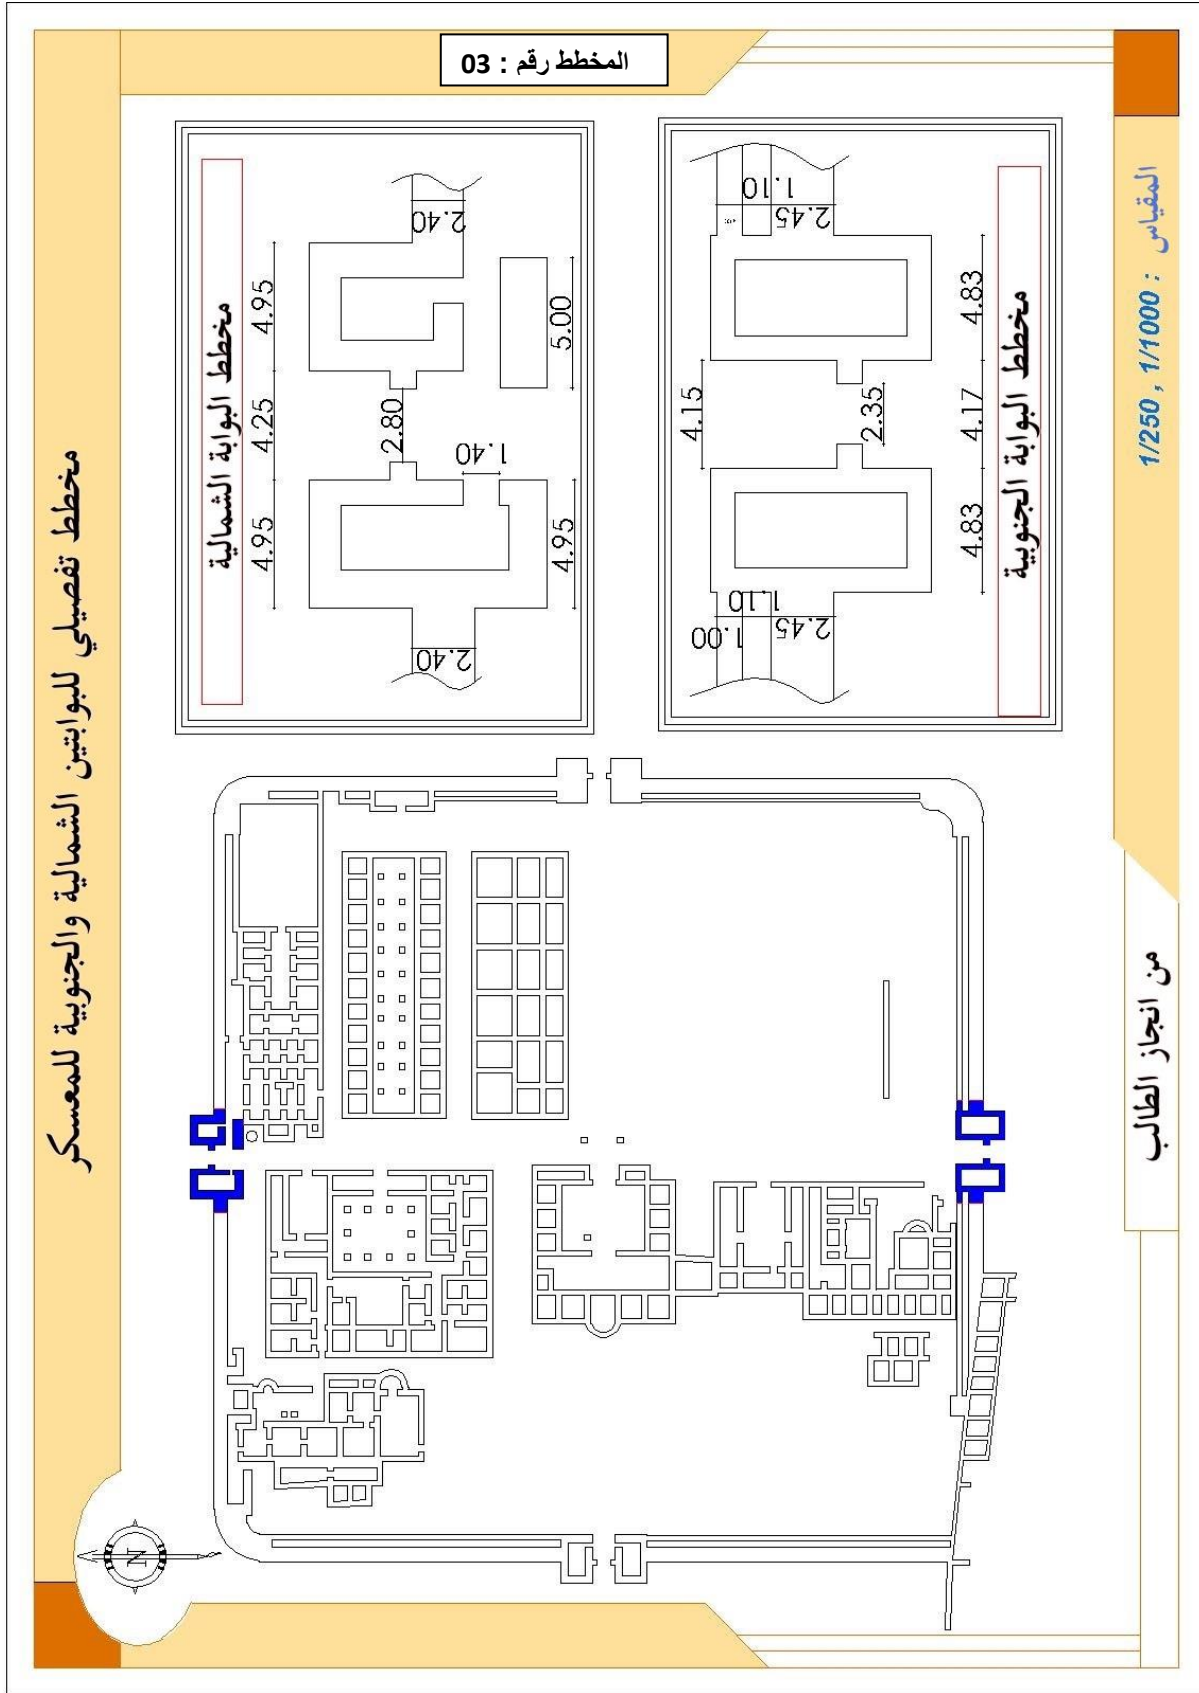 المخطط رقم : 03
مخطط تفصيلي للبوابتين الشمالية والجنوبية للمعسكر
مخطط البوابة الشمالية
4.95
4.25
4.95
2.40
2.80
1.40
5.00
4.95
2.40
مخطط البوابة الجنوبية
1.10
2.45
4.15
2.35
4.83
4.17
4.83
1.00
1.10
2.45
N
المقياس : 1/1000 , 1/250
من انجاز الطالب